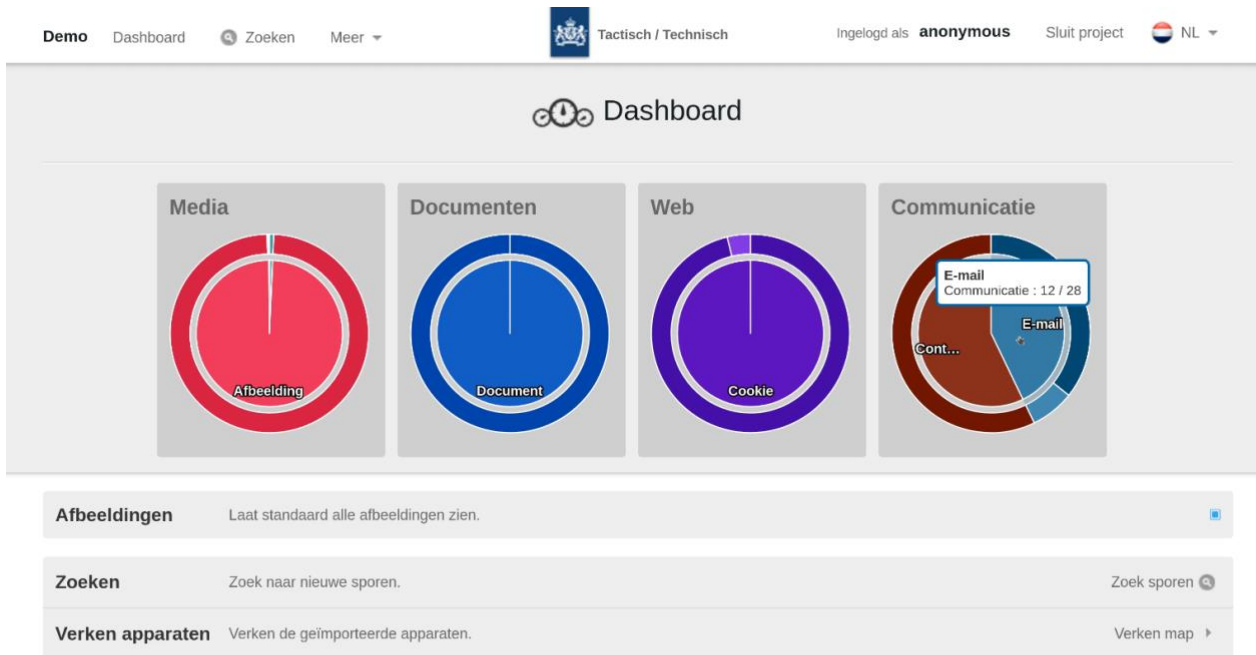 Demo Dashboard Zoeken Meer Tactisch / Technisch Ingelogd als anonymous Sluit project NL
Dashboard
Media Documenten Web Communicatie
E-mail
Communicatie : 12 / 28
E-mail
Cont...
Afbeelding Document Cookie
Afbeeldingen Laat standaard alle afbeeldingen zien.
Zoeken Zoek naar nieuwe sporen. Zoek sporen
Verken apparaten Verken de geïmporteerde apparaten. Verken map